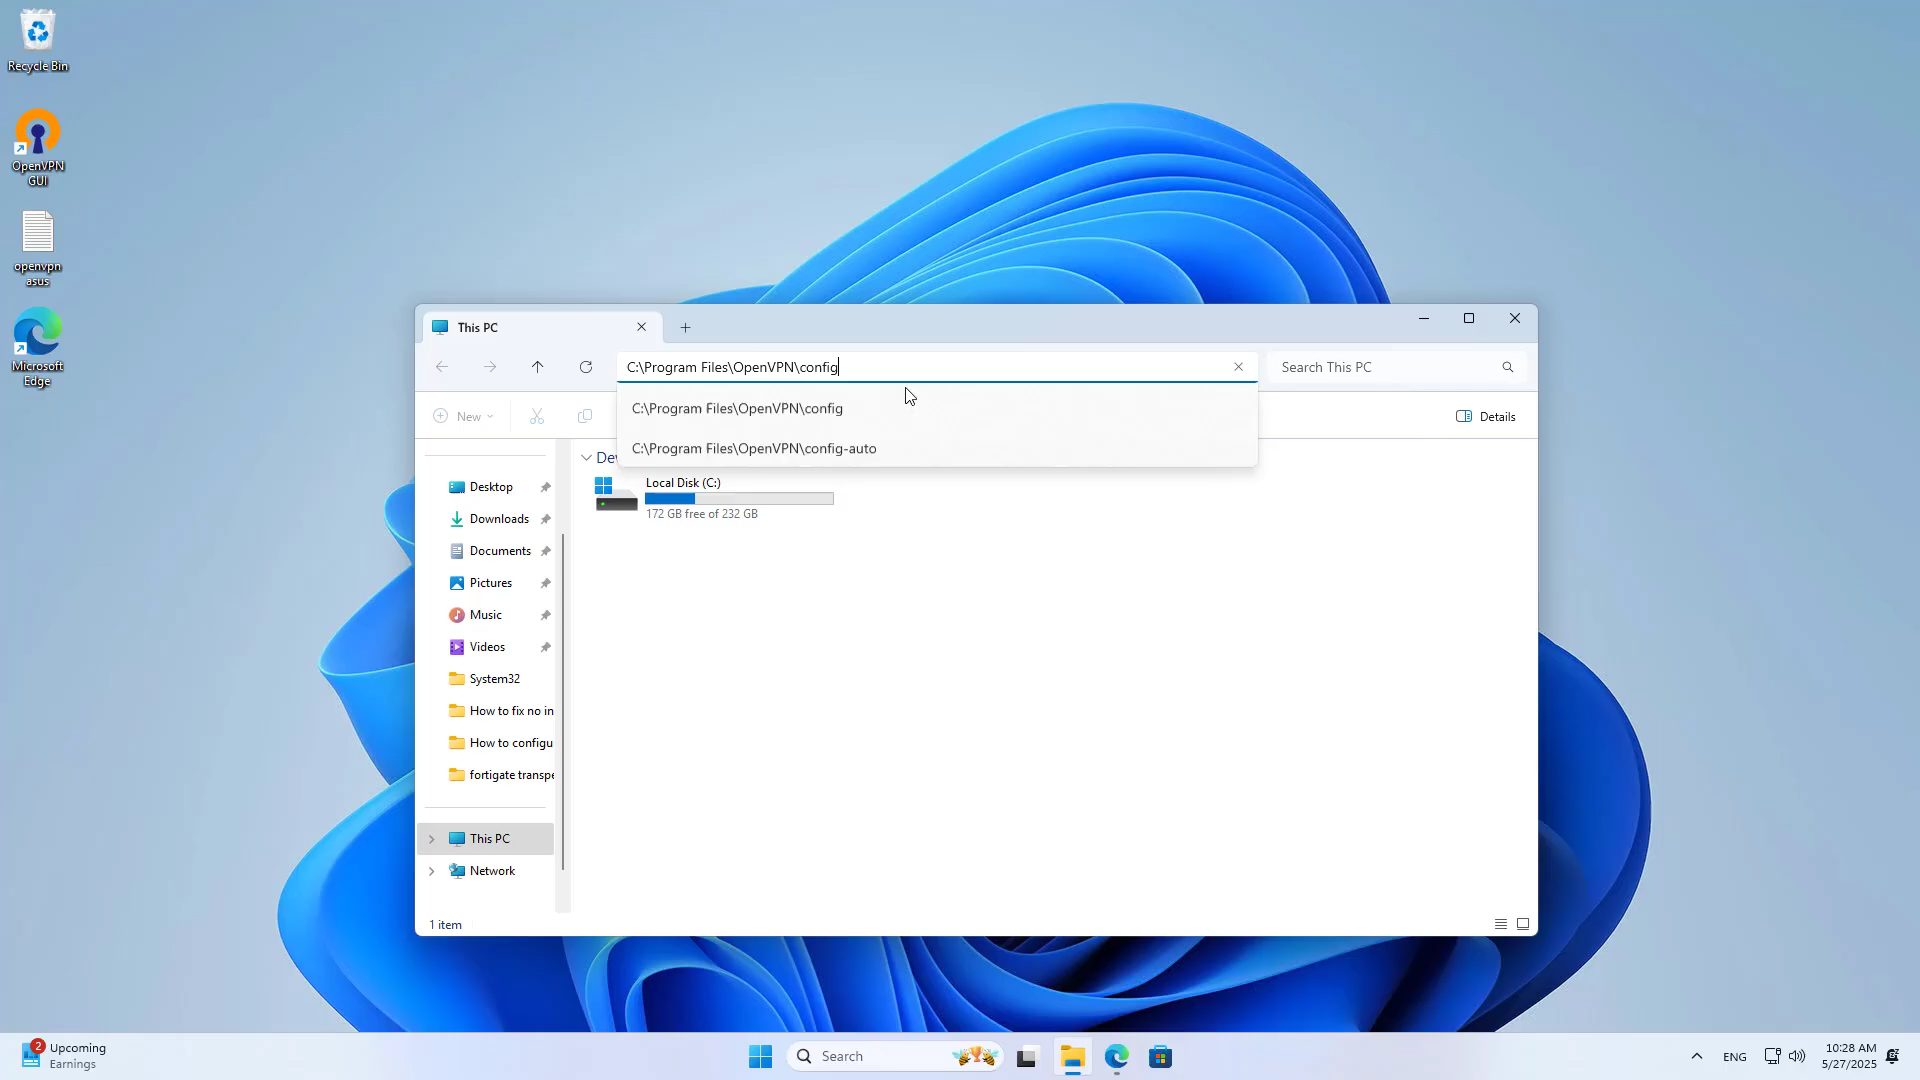 Recycle Bin
OpenVPN
GUI
openvpn
asus
Microsoft
Edge
This PC
C:\Program Files\OpenVPN\config
Search This PC
New
C:\Program Files\OpenVPN\config
C:\Program Files\OpenVPN\config-auto
Details
De
Local Disk (C:)
172 GB free of 232 GB
Desktop
Downloads
Documents
Pictures
Music
Videos
System32
How to fix no in
How to configu
fortigate transpe
This PC
Network
1 item
2
Upcoming
Earnings
Search
ENG
10:28 AM
5/27/2025